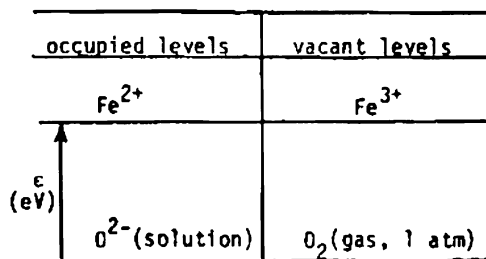 occupied levels vacant levels
Fe2+ Fe3+
ε
(eV)
O2-(solution) O2(gas, 1 atm)